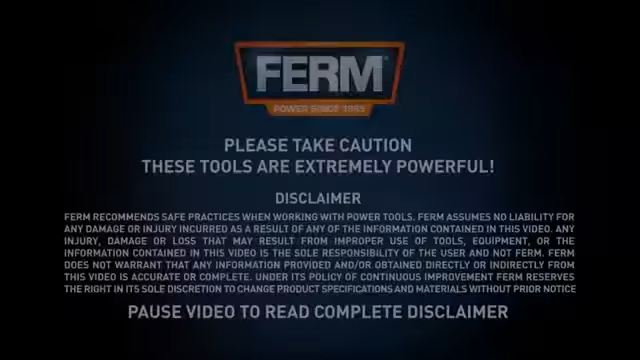 FERM
POWER SINCE 1965
PLEASE TAKE CAUTION
THESE TOOLS ARE EXTREMELY POWERFUL!
DISCLAIMER
FERM RECOMMENDS SAFE PRACTICES WHEN WORKING WITH POWER TOOLS. FERM ASSUMES NO LIABILITY FOR
ANY DAMAGE OR INJURY INCURRED AS A RESULT OF ANY OF THE INFORMATION CONTAINED IN THIS VIDEO. ANY
INJURY, DAMAGE OR LOSS THAT MAY RESULT FROM IMPROPER USE OF TOOLS, EQUIPMENT, OR THE
INFORMATION CONTAINED IN THIS VIDEO IS THE SOLE RESPONSIBILITY OF THE USER AND NOT FERM. FERM
DOES NOT WARRANT THAT ANY INFORMATION PROVIDED AND/OR OBTAINED DIRECTLY OR INDIRECTLY FROM
THIS VIDEO IS ACCURATE OR COMPLETE. UNDER ITS POLICY OF CONTINUOUS IMPROVEMENT FERM RESERVES
THE RIGHT IN ITS SOLE DISCRETION TO CHANGE PRODUCT SPECIFICATIONS AND MATERIALS WITHOUT PRIOR NOTICE
PAUSE VIDEO TO READ COMPLETE DISCLAIMER